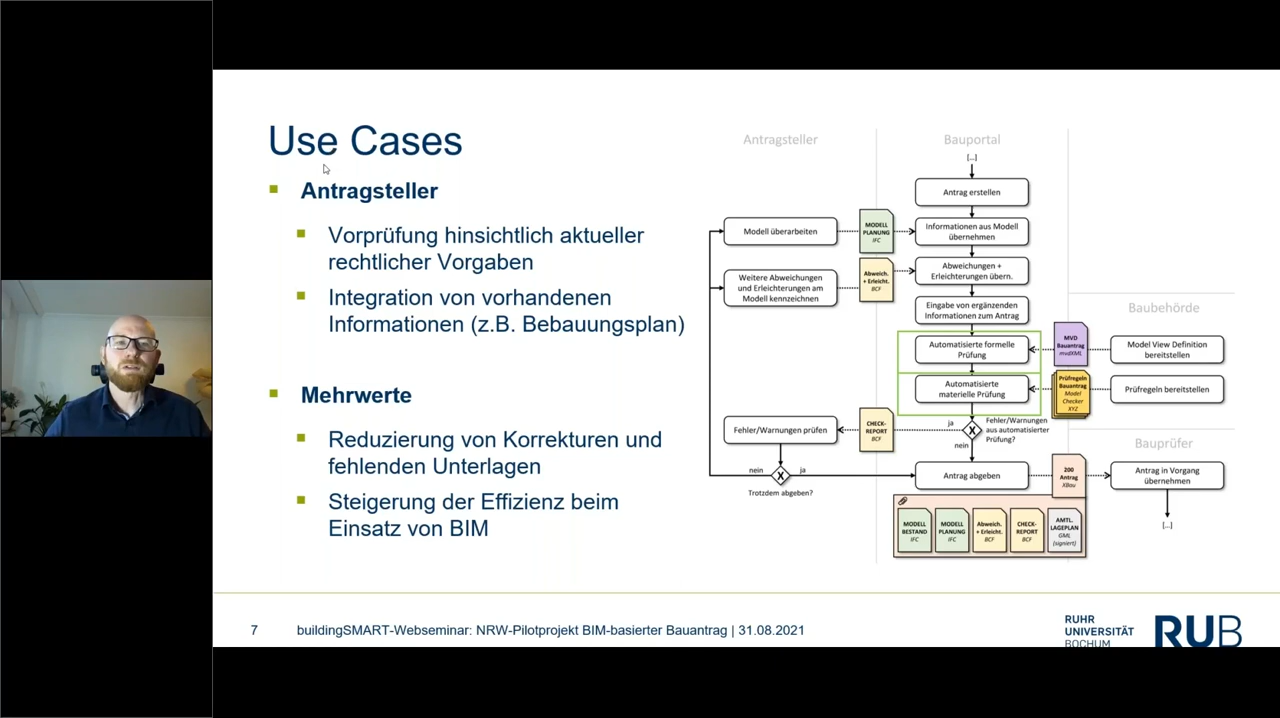 Use Cases
Antragsteller
Vorprüfung hinsichtlich aktueller
rechtlicher Vorgaben
Integration von vorhandenen
Informationen (z.B. Bebauungsplan)
Mehrwerte
Reduzierung von Korrekturen und
fehlenden Unterlagen
Steigerung der Effizienz beim
Einsatz von BIM
Antragsteller
Bauportal
[...]
Antrag erstellen
Modell überarbeiten
MODELL
PLANUNG
IFC
Informationen aus Modell
übernehmen
Weitere Abweichungen
und Erleichterungen am
Modell kennzeichnen
Abweich.
+ Erleicht.
BCF
Abweichungen +
Erleichterungen übern.
Eingabe von ergänzenden
Informationen zum Antrag
Baubehörde
Automatisierte formelle
Prüfung
MVD
Bauantrag
mvdXML
Model View Definition
bereitstellen
Automatisierte
materielle Prüfung
Prüfregeln
Bauantrag
Model
Checker
XYZ
Prüfregeln bereitstellen
Fehler/Warnungen prüfen
CHECK-
REPORT
BCF
ja
X
nein
Fehler/Warnungen
aus automatisierter
Prüfung?
Bauprüfer
nein
X
ja
Trotzdem abgeben?
Antrag abgeben
200
Antrag
XBau
Antrag in Vorgang
übernehmen
[...]
MODELL
BESTAND
IFC
MODELL
PLANUNG
IFC
Abweich.
+ Erleicht.
BCF
CHECK-
REPORT
BCF
AMTL.
LAGEPLAN
GML
(signiert)
7
buildingSMART-Webseminar: NRW-Pilotprojekt BIM-basierter Bauantrag | 31.08.2021
RUHR
UNIVERSITÄT
BOCHUM
RUB